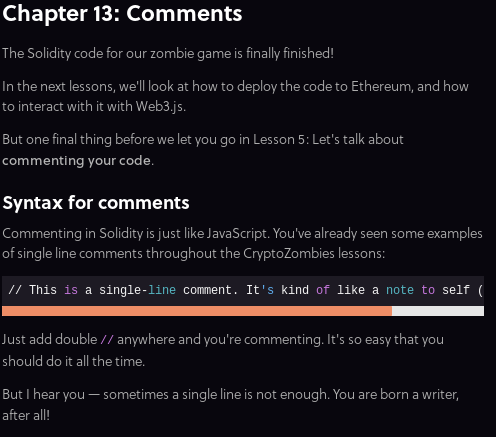 Chapter 13: Comments
The Solidity code for our zombie game is finally finished!
In the next lessons, we'll look at how to deploy the code to Ethereum, and how
to interact with it with Web3.js.
But one final thing before we let you go in Lesson 5: Let's talk about
commenting your code.
Syntax for comments
Commenting in Solidity is just like JavaScript. You've already seen some examples
of single line comments throughout the CryptoZombies lessons:
// This is a single-line comment. It's kind of like a note to self (
Just add double // anywhere and you're commenting. It's so easy that you
should do it all the time.
But I hear you — sometimes a single line is not enough. You are born a writer,
after all!